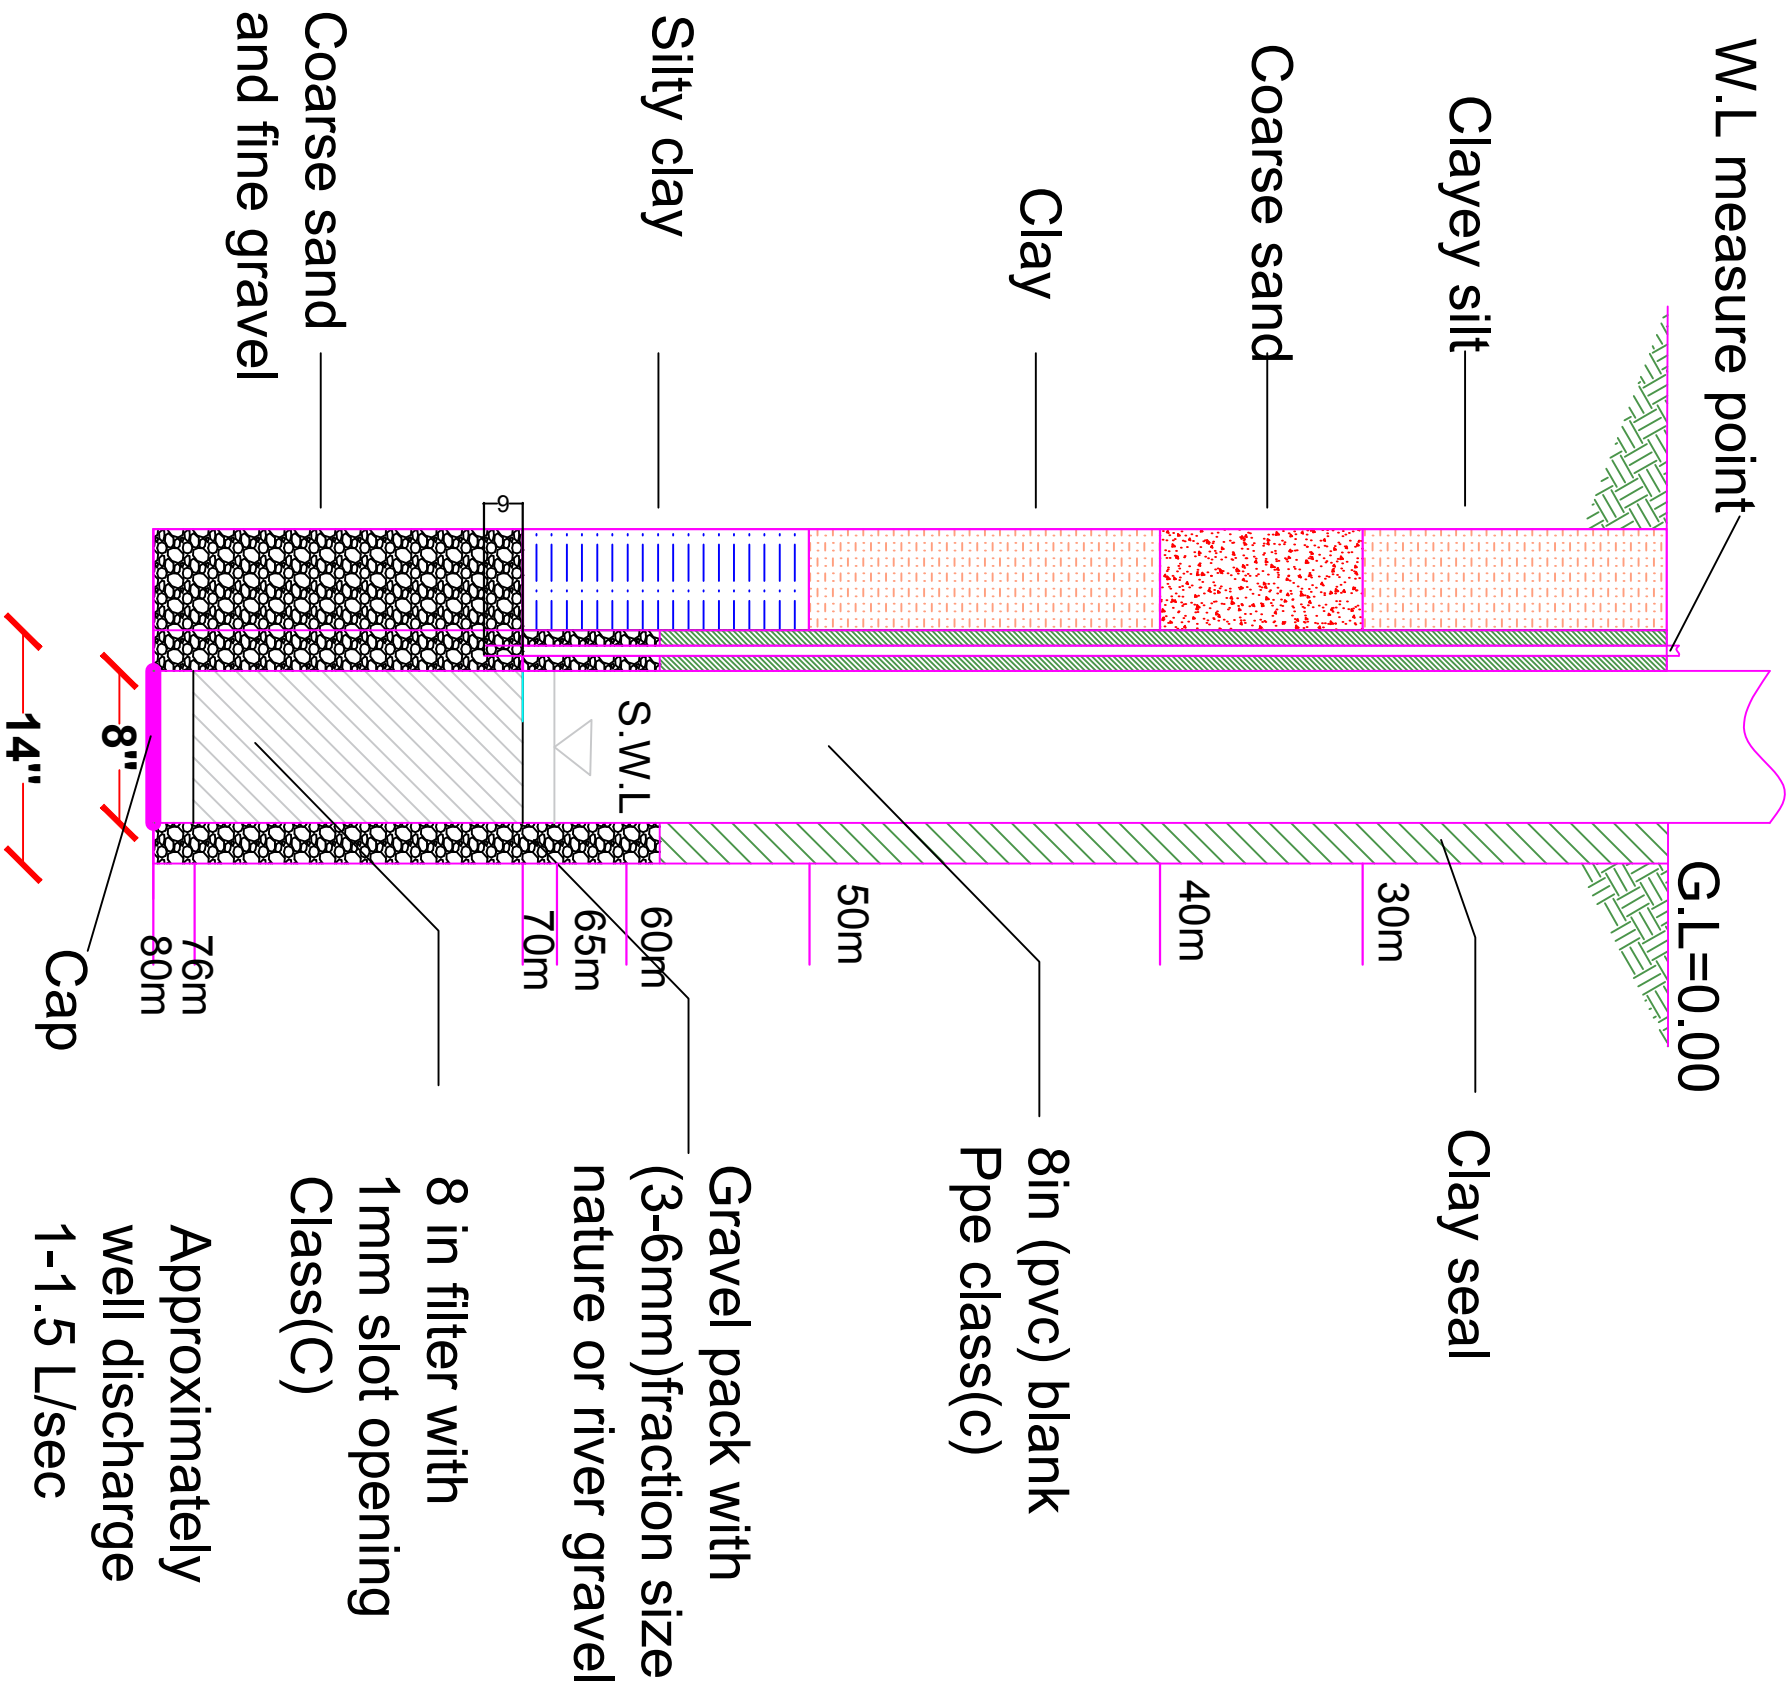 W.L measure point
G.L=0.00
Clayey silt
Clay seal
30m
Coarse sand
40m
Clay
8in (pvc) blank
Ppe class(c)
50m
Silty clay
S.W.L
60m
65m
70m
Gravel pack with
(3-6mm)fraction size
nature or river gravel
6
Coarse sand
and fine gravel
8 in filter with
1mm slot opening
Class(C)
76m
80m
Cap
8"
14"
Approximately
well discharge
1-1.5 L/sec